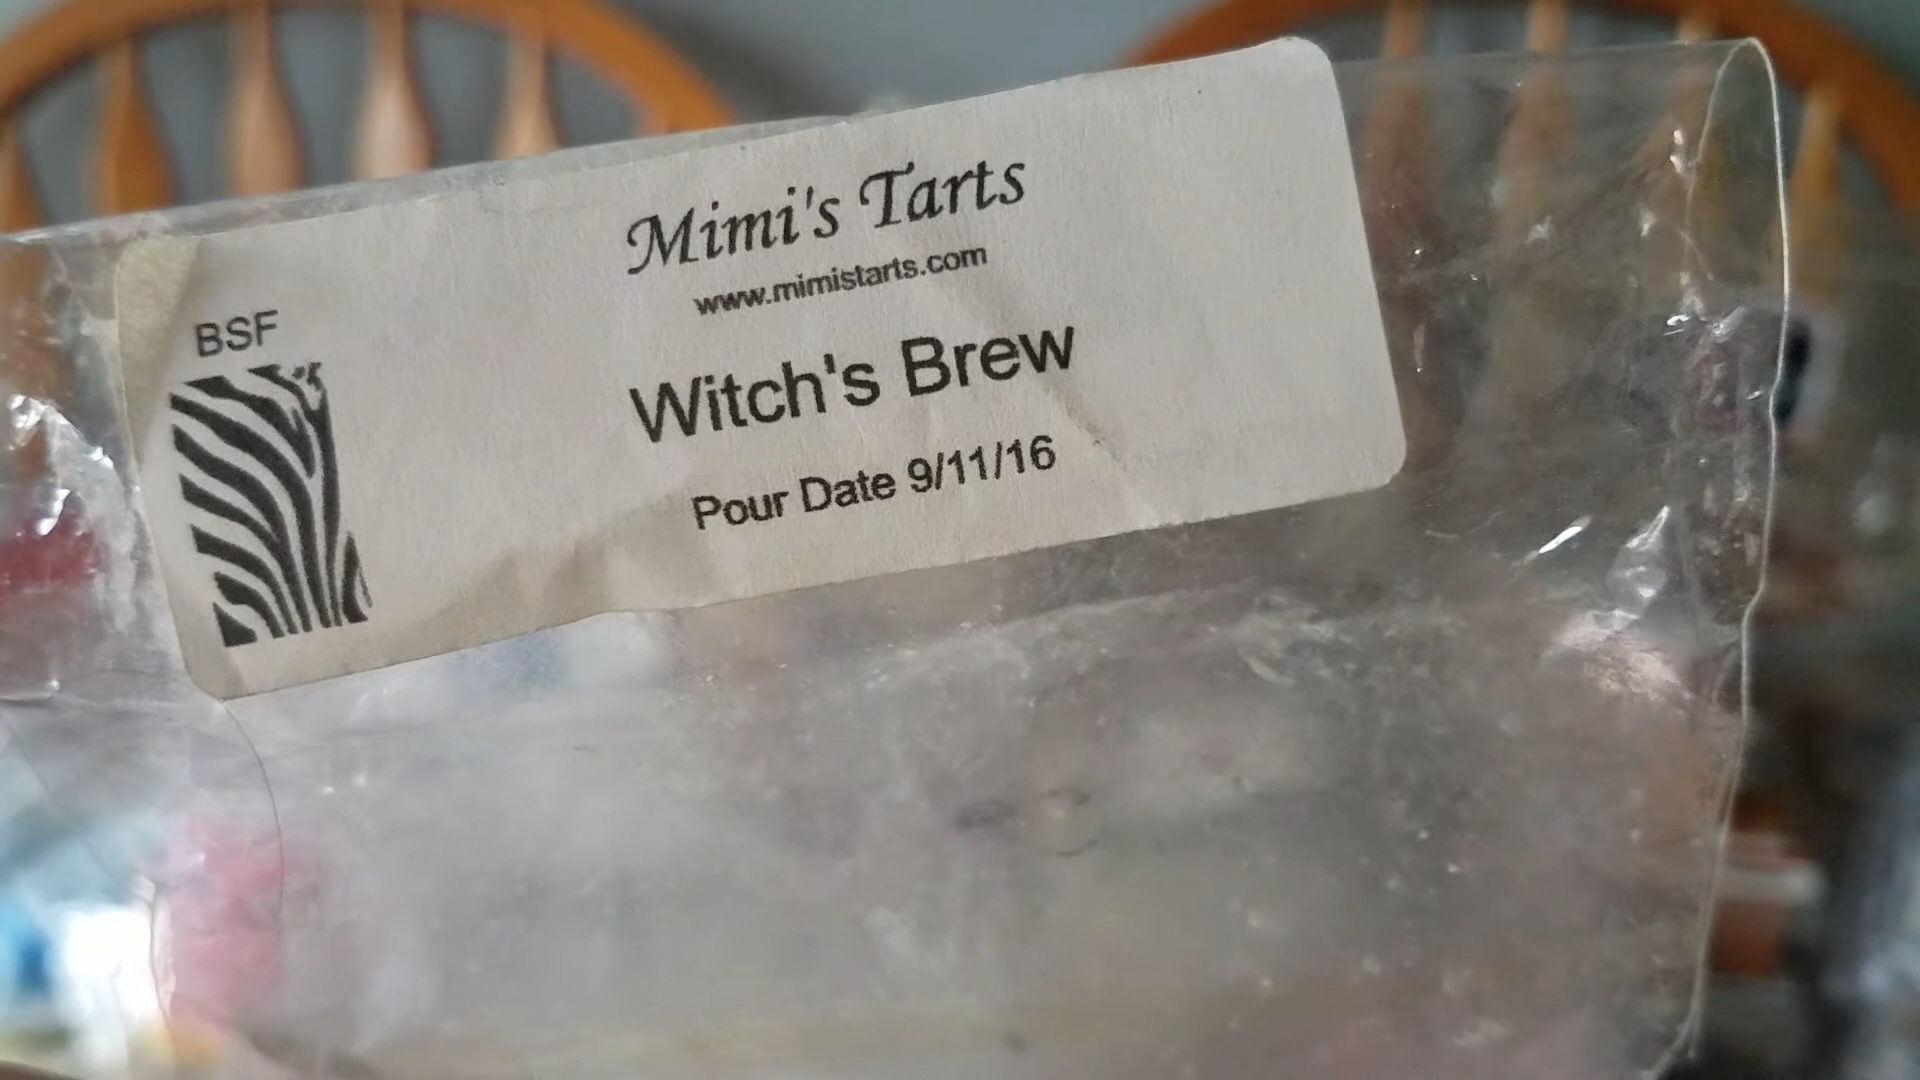 Mimi's Tarts
www.mimistarts.com
BSF
Witch's Brew
Pour Date 9/11/16